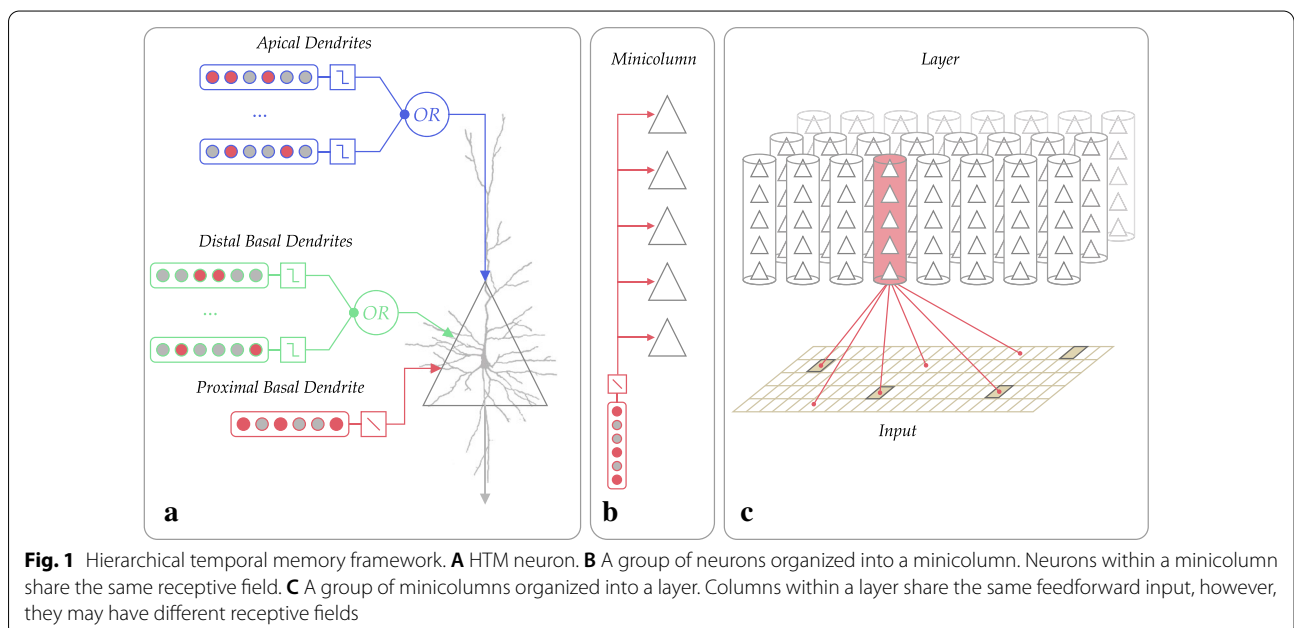 Apical Dendrites
...
OR
Distal Basal Dendrites
...
OR
Proximal Basal Dendrite
a
Minicolumn
b
Layer
Input
c
Fig. 1 Hierarchical temporal memory framework. A HTM neuron. B A group of neurons organized into a minicolumn. Neurons within a minicolumn
share the same receptive field. C A group of minicolumns organized into a layer. Columns within a layer share the same feedforward input, however,
they may have different receptive fields